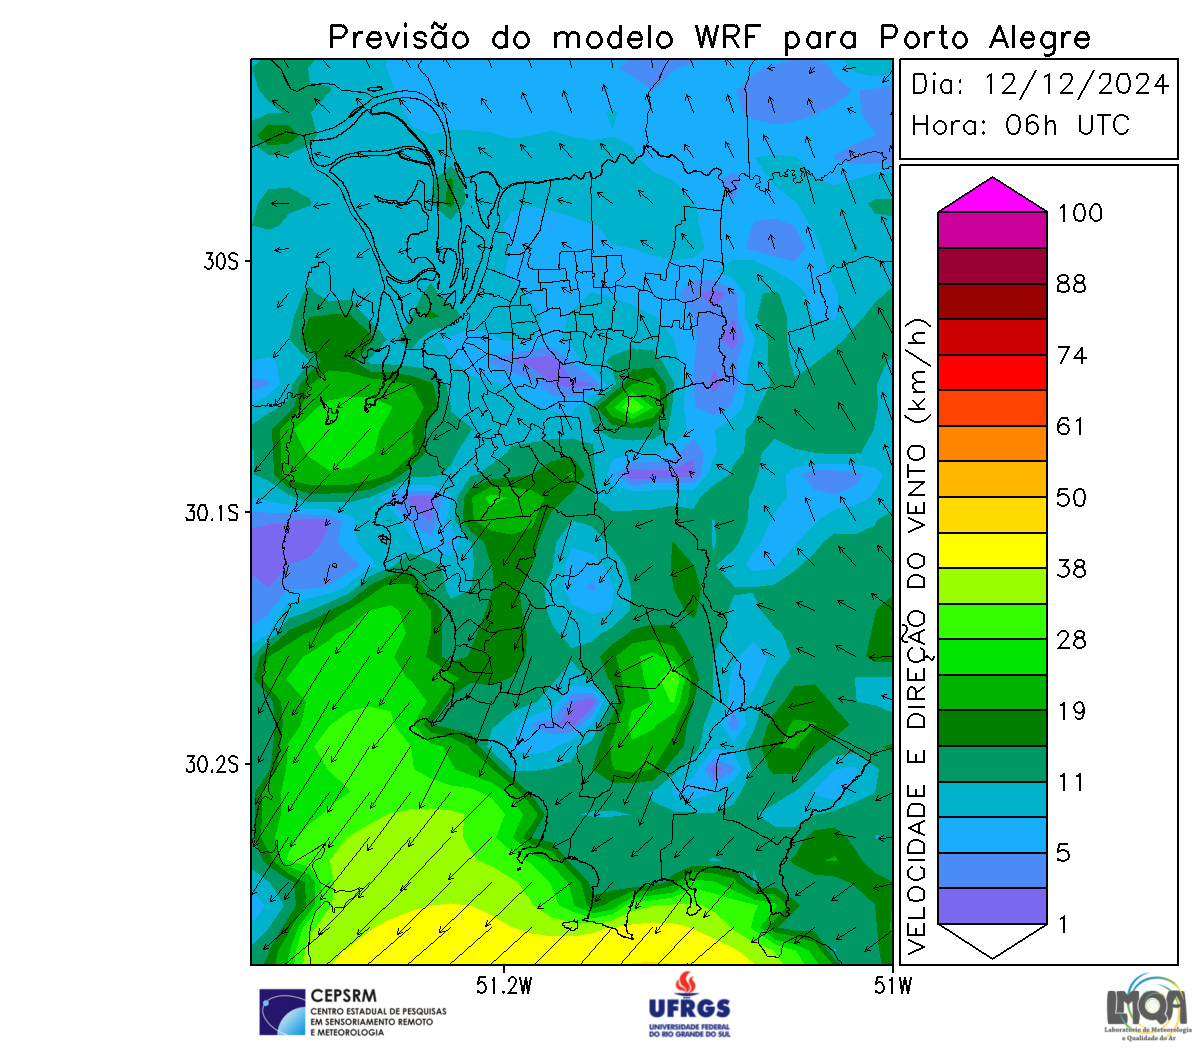 Previsão do modelo WRF para Porto Alegre
Dia: 12/12/2024
Hora: 06h UTC
30S
30.1S
30.2S
51.2W
51W
VELOCIDADE E DIREÇÃO DO VENTO (km/h)
100
88
74
61
50
38
28
19
11
5
1
CEPSRM
CENTRO ESTADUAL DE PESQUISAS
EM SENSORIAMENTO REMOTO
E METEOROLOGIA
UFRGS
UNIVERSIDADE FEDERAL
DO RIO GRANDE DO SUL
LMQA
Laboratório de Meteorologia
e Qualidade do Ar